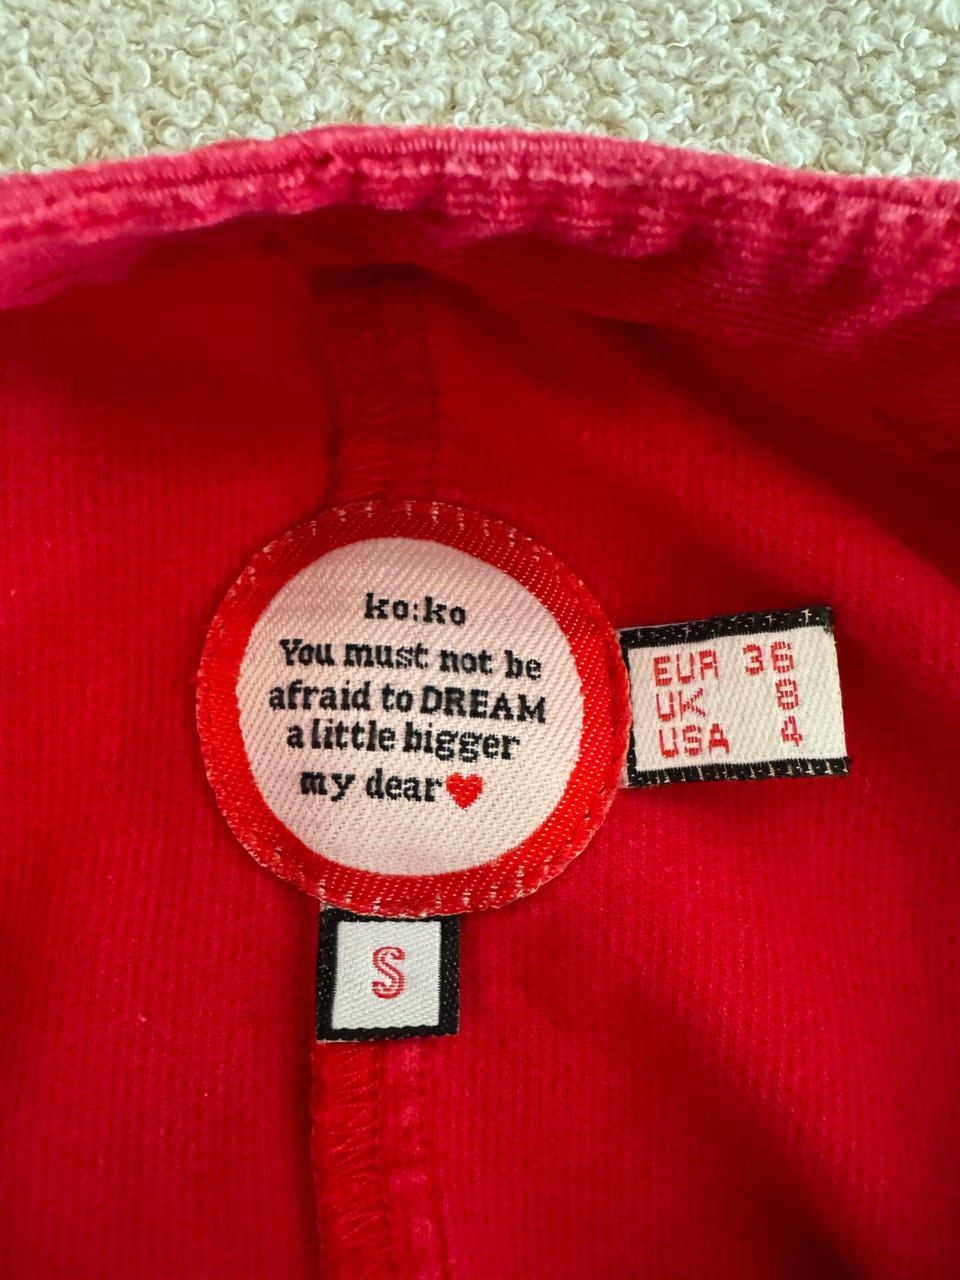 ko:ko
You must not be
afraid to DREAM
a little bigger
my dear♥
EUR 36
UK 8
USA 4
S